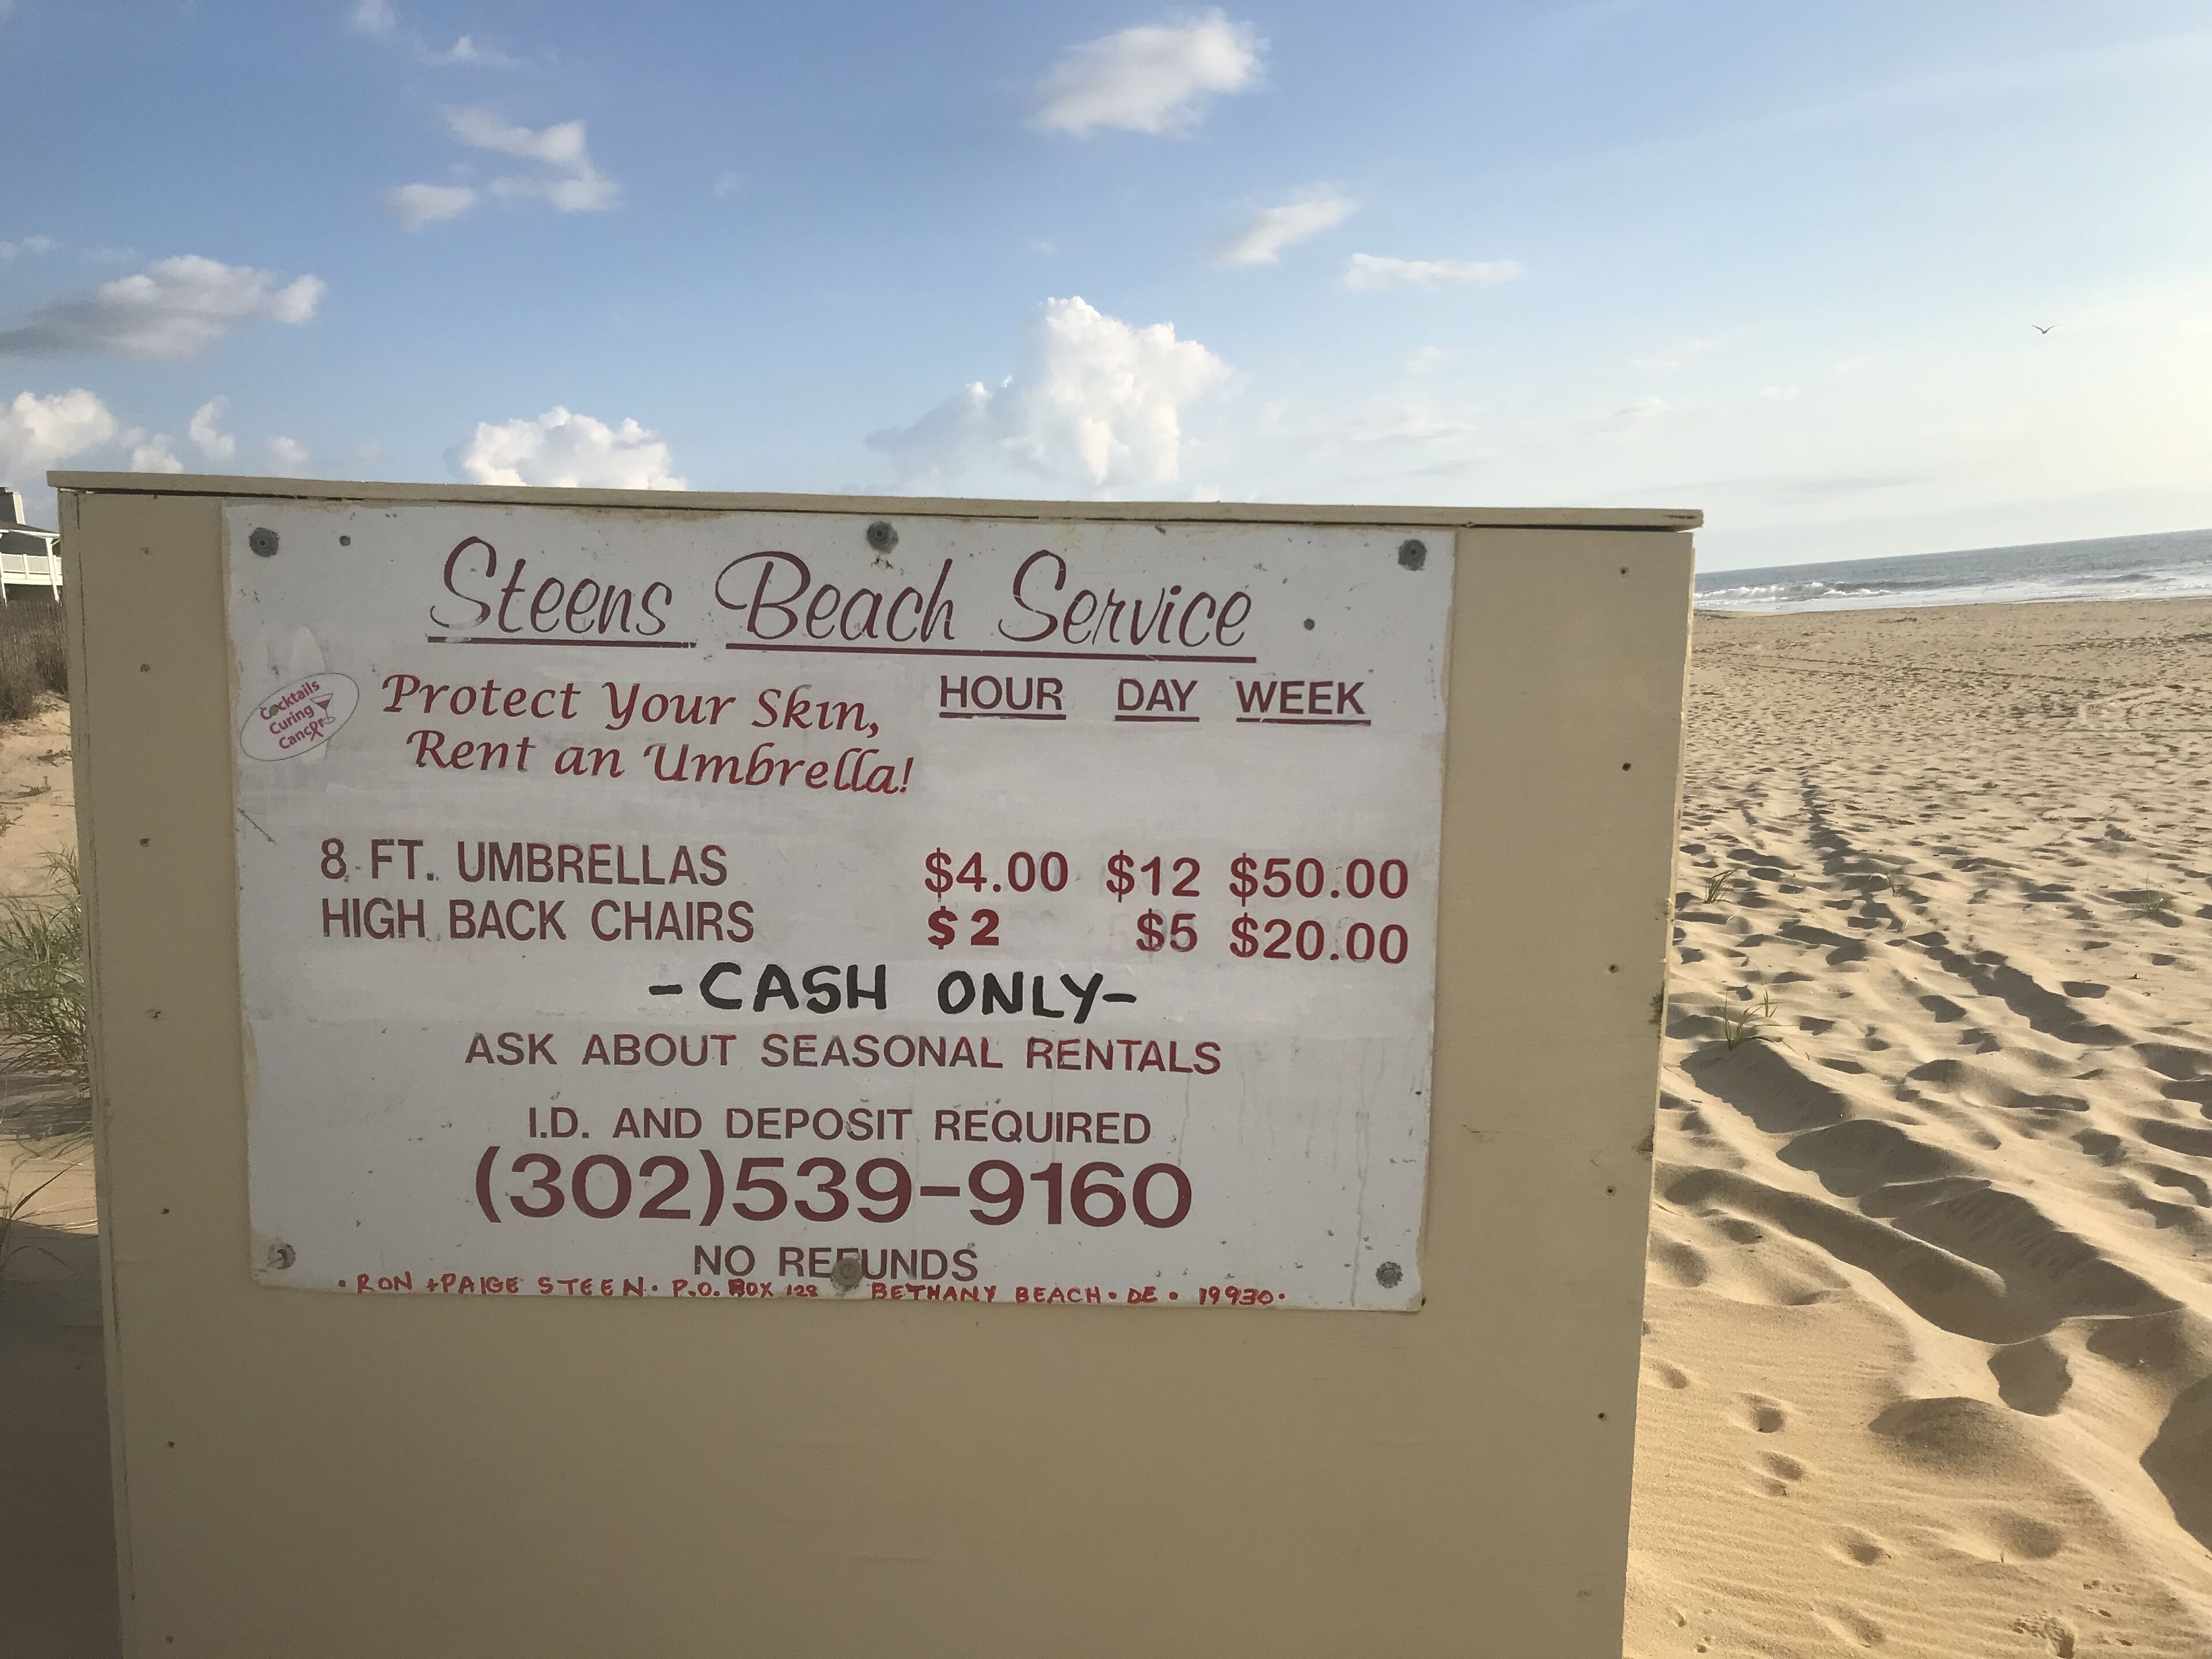 Steens Beach Service
Cocktails
Curing
Cancer
Protect Your Skin,
Rent an Umbrella!
HOUR DAY WEEK
8 FT. UMBRELLAS $4.00 $12 $50.00
HIGH BACK CHAIRS $2 $5 $20.00
-CASH ONLY-
ASK ABOUT SEASONAL RENTALS
I.D. AND DEPOSIT REQUIRED
(302)539-9160
NO REFUNDS
• RON + PAIGE STEEN • P.O. BOX 128 BETHANY BEACH • DE • 19930 •